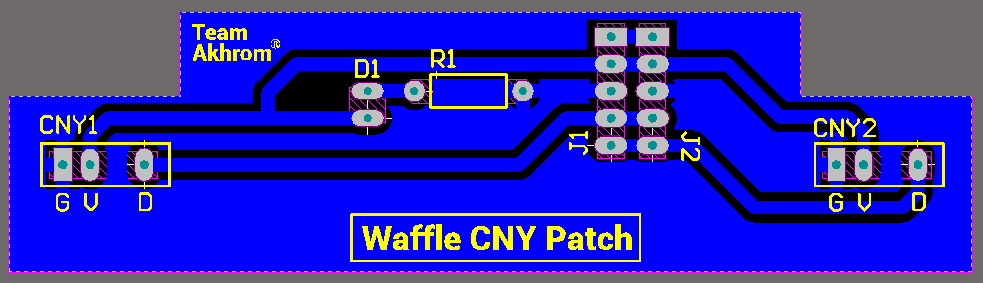 Team
Akhrom®
D1
R1
CNY1
J1
J2
CNY2
G V D
G V D
Waffle CNY Patch